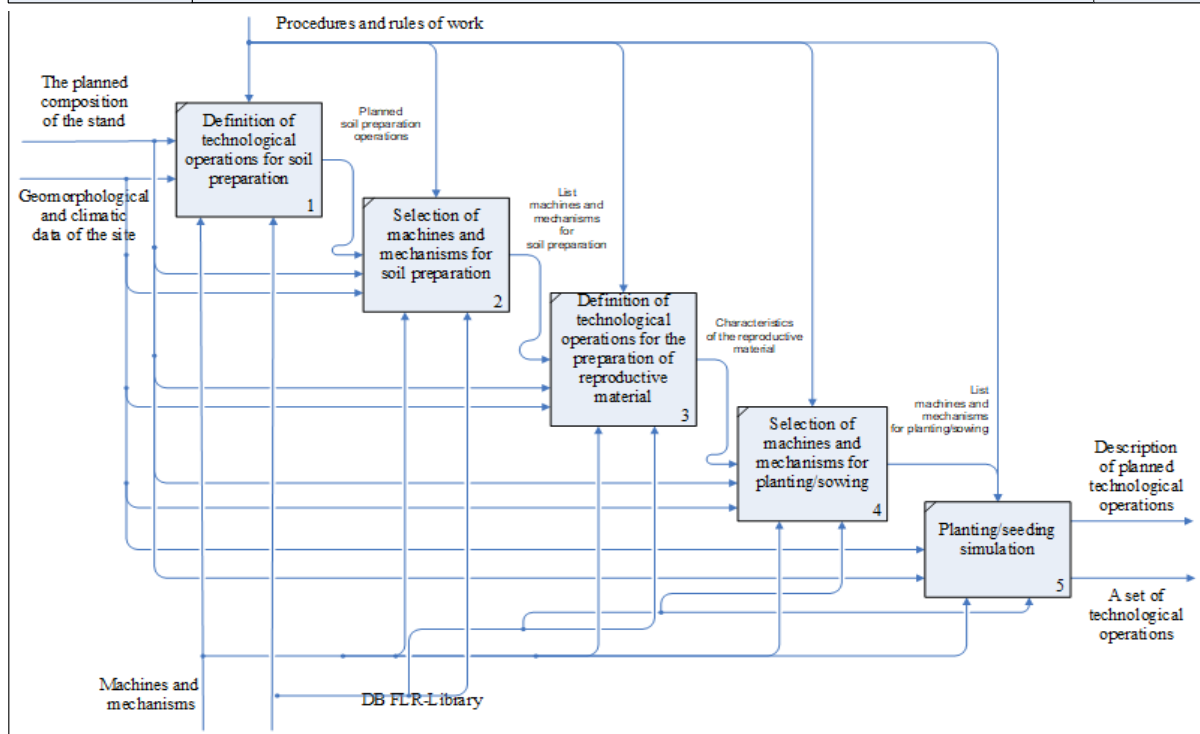 Procedures and rules of work
The planned
composition
of the stand
Geomorphological
and climatic
data of the site
Definition of
technological
operations for soil
preparation
1
Planned
soil preparation
operations
Selection of
machines and
mechanisms for
soil preparation
2
List
machines and
mechanisms
for
soil preparation
Definition of
technological
operations for the
preparation of
reproductive
material
3
Characteristics
of the reproductive
material
Selection of
machines and
mechanisms for
planting/sowing
4
List
machines and
mechanisms
for planting/sowing
Planting/seeding
simulation
5
Description
of planned
technological
operations
A set of
technological
operations
Machines and
mechanisms
DB FLR-Library